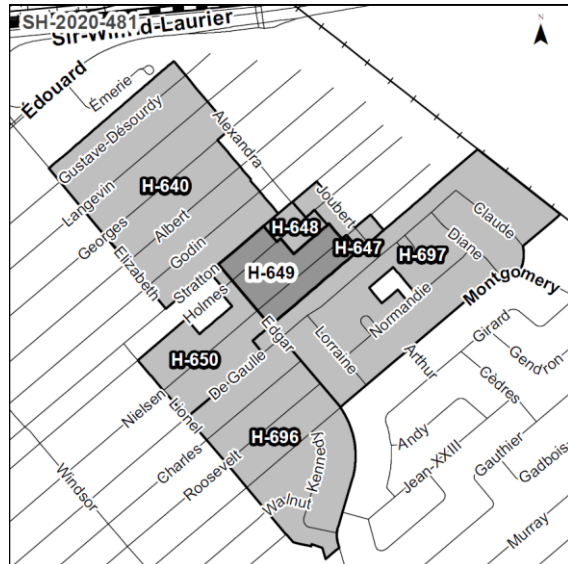 SH-2020-481
Sir-Wilfrid-Laurier
N
Édouard
Émerie
Gustave-Désourdy
Alexandra
Langevin
H-640
Joubert
Claude
Georges
Albert
H-648
Diane
Elizabeth
Godin
H-647
H-697
Stratton
H-649
Montgomery
Holmes
Normandie
Edgar
Lorraine
Girard
H-650
Arthur
Gendron
De Gaulle
Cèdres
Nielsen
Lionel
H-696
Andy
Charles
Kennedy
Jean-XXIII
Gauthier
Roosevelt
Gadbois
Windsor
Walnut
Murray